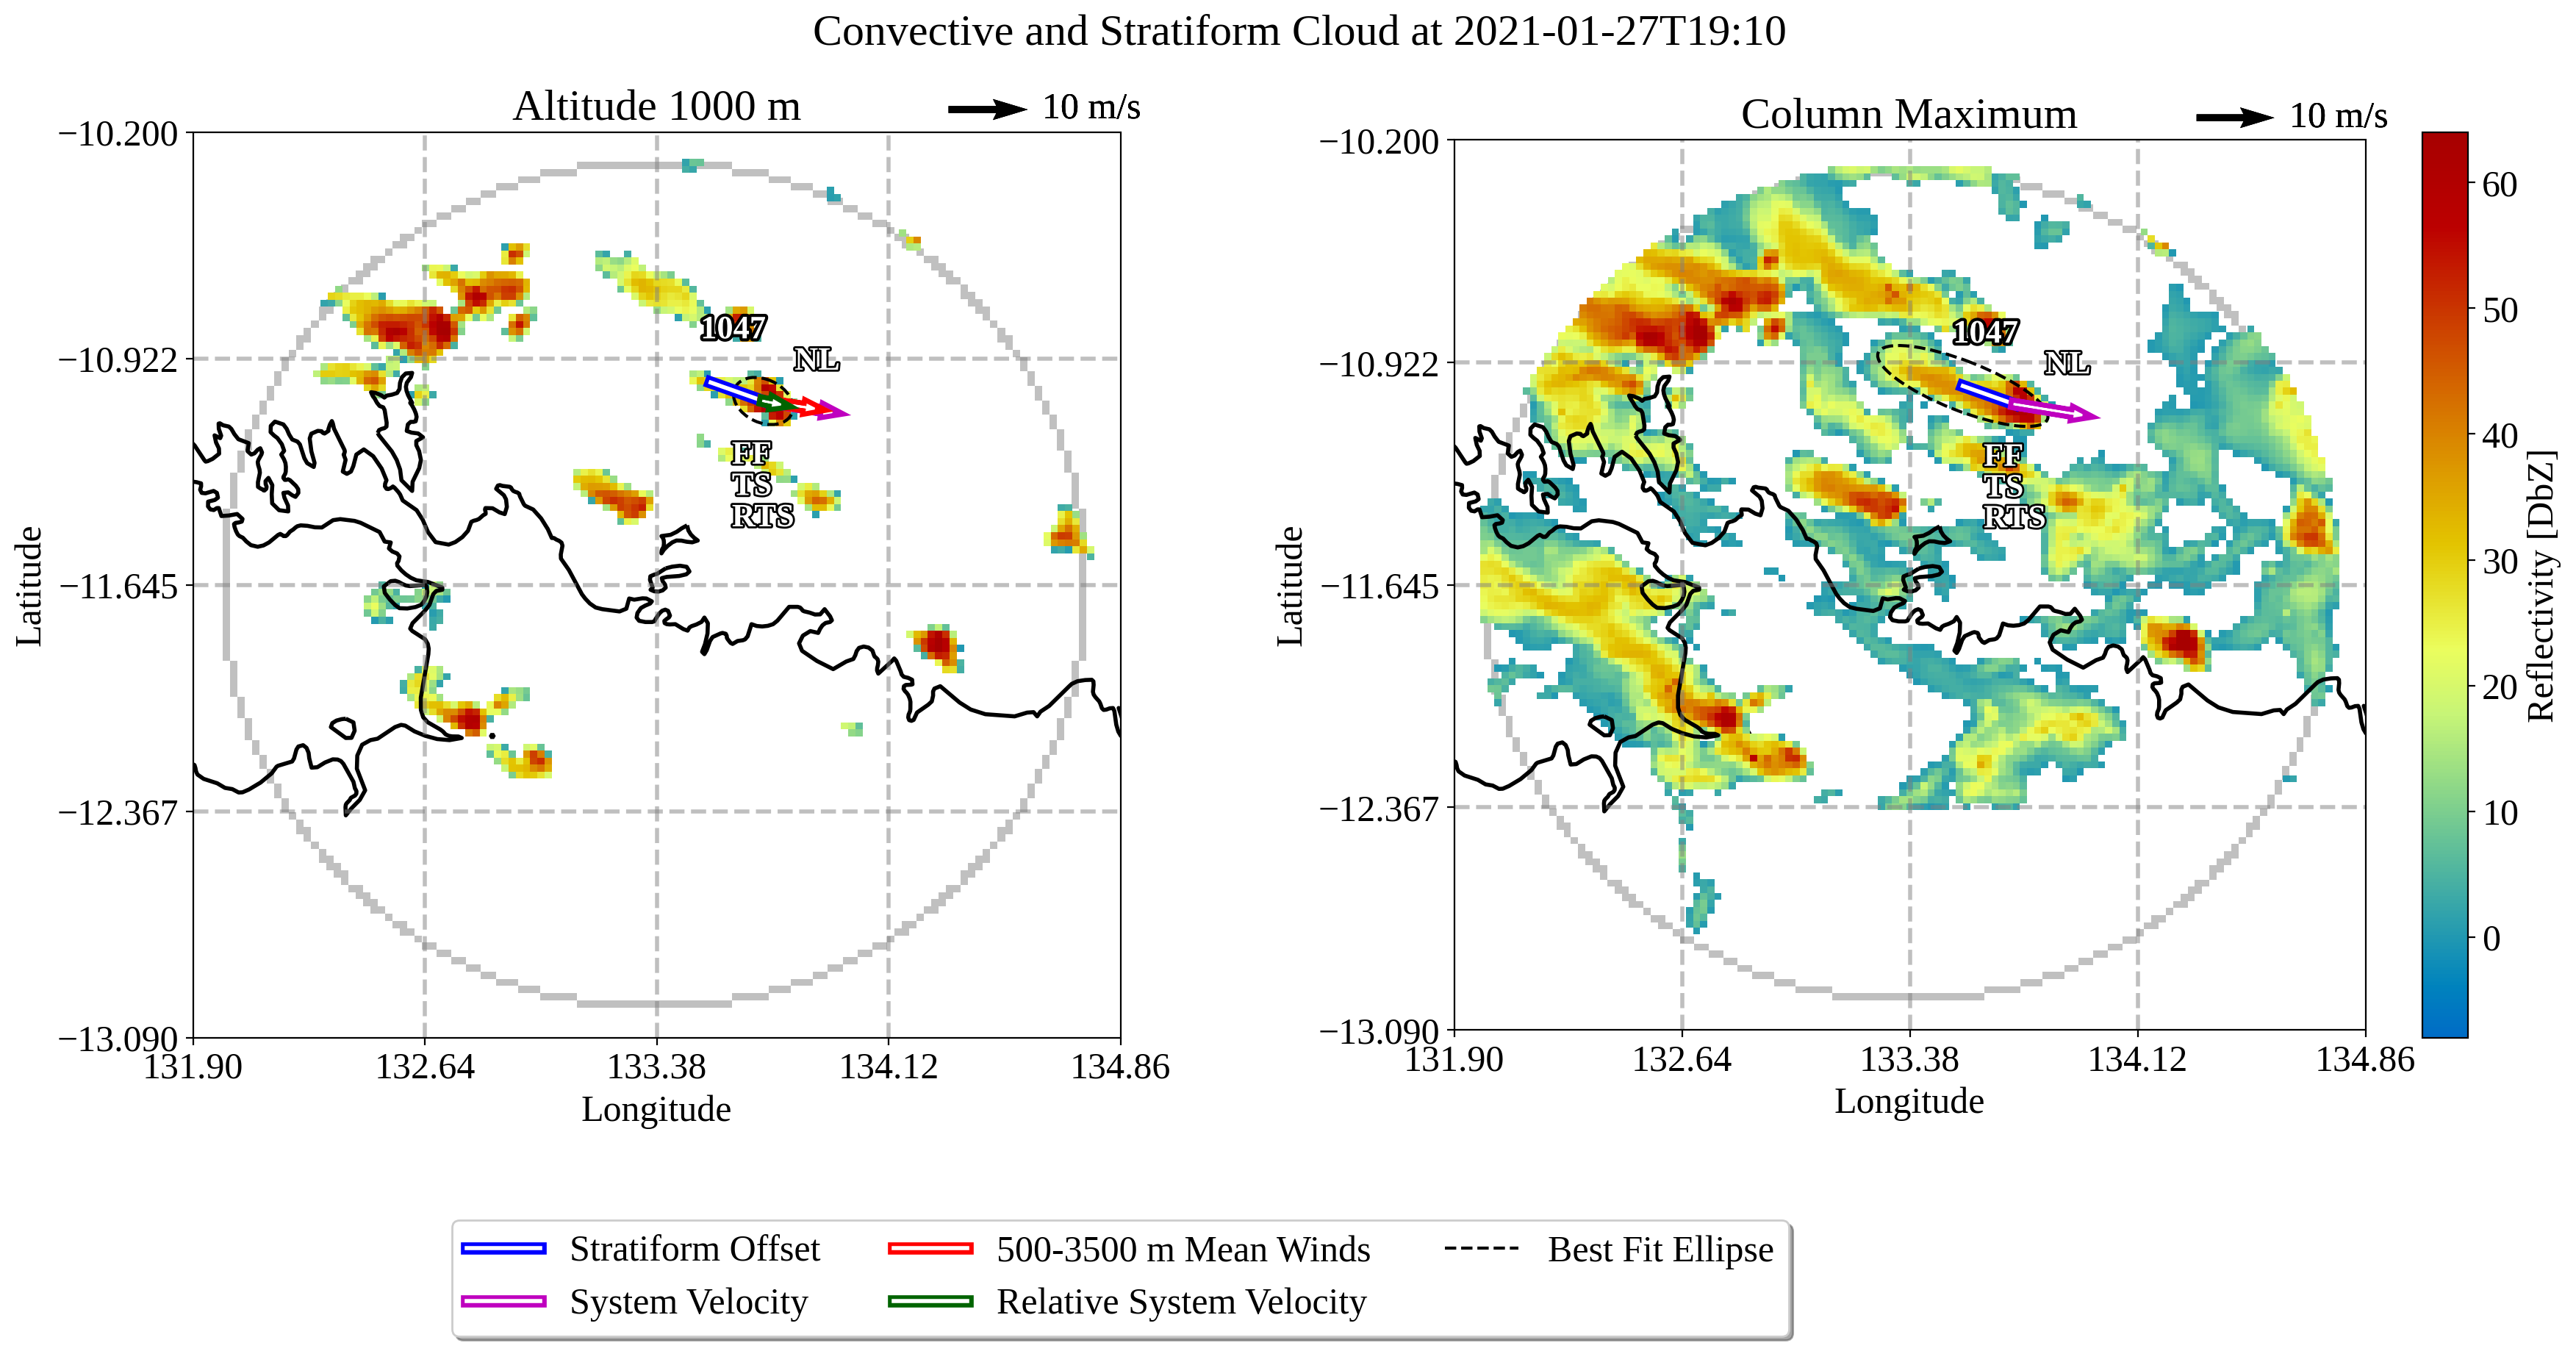 Convective and Stratiform Cloud at 2021-01-27T19:10
Altitude 1000 m
10 m/s
−10.200
−10.922
−11.645
−12.367
−13.090
Latitude
131.90
132.64
133.38
134.12
134.86
Longitude
1047
NL
FF
TS
RTS
Column Maximum
10 m/s
−10.200
−10.922
−11.645
−12.367
−13.090
Latitude
131.90
132.64
133.38
134.12
134.86
Longitude
1047
NL
FF
TS
RTS
60
50
40
30
20
10
0
Reflectivity [DbZ]
Stratiform Offset
System Velocity
500-3500 m Mean Winds
Relative System Velocity
Best Fit Ellipse